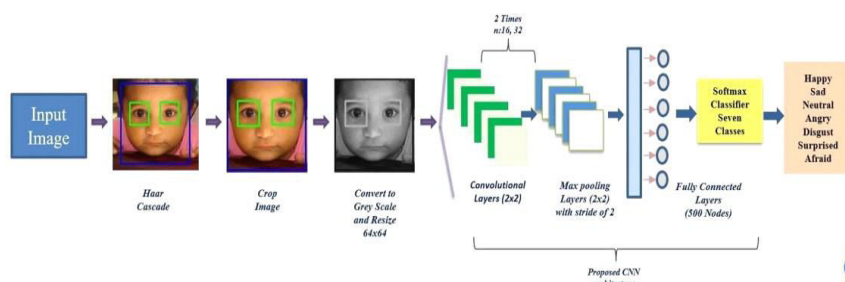 2 Times
n:16, 32
Input
Image
Haar
Cascade
Crop
Image
Convert to
Grey Scale
and Resize
64x64
Convolutional
Layers (2x2)
Max pooling
Layers (2x2)
with stride of 2
Fully Connected
Layers
(500 Nodes)
Softmax
Classifier
Seven
Classes
Happy
Sad
Neutral
Angry
Disgust
Surprised
Afraid
Proposed CNN